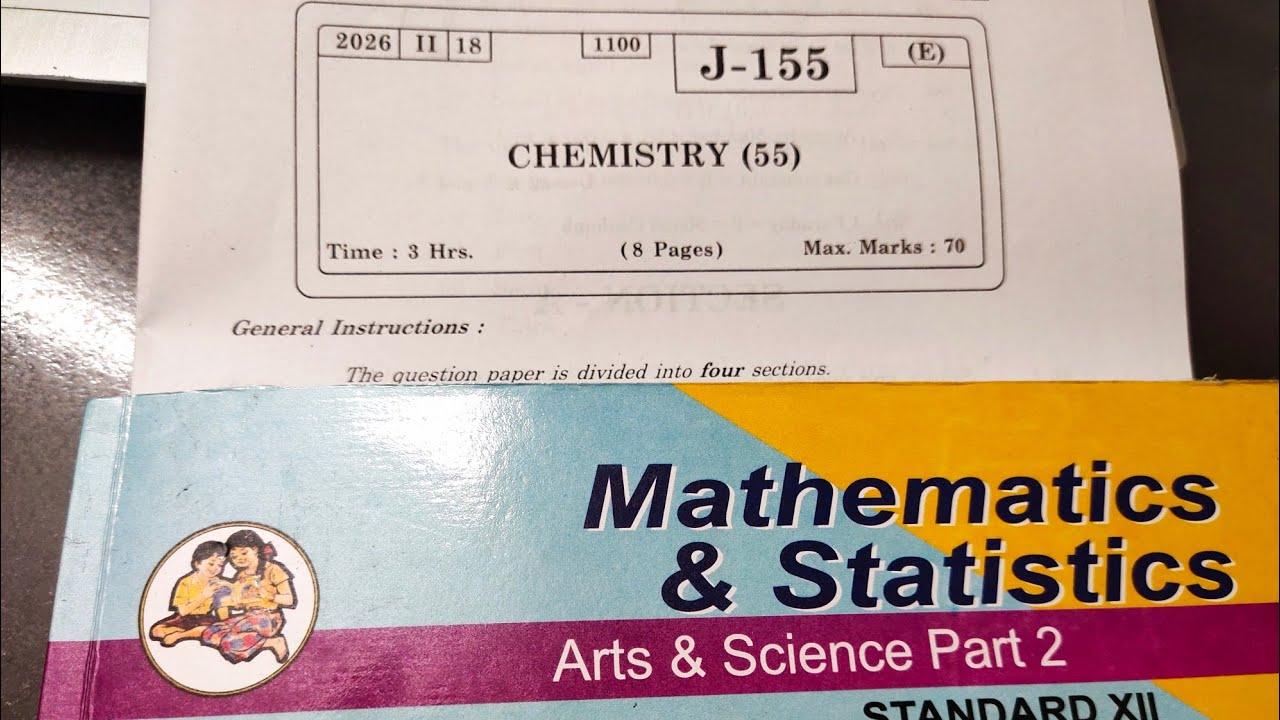 2026 II 18 1100 J-155 (E)
CHEMISTRY (55)
Time : 3 Hrs. (8 Pages) Max. Marks : 70
General Instructions :
The question paper is divided into four sections.
Mathematics
& Statistics
Arts & Science Part 2
STANDARD XII